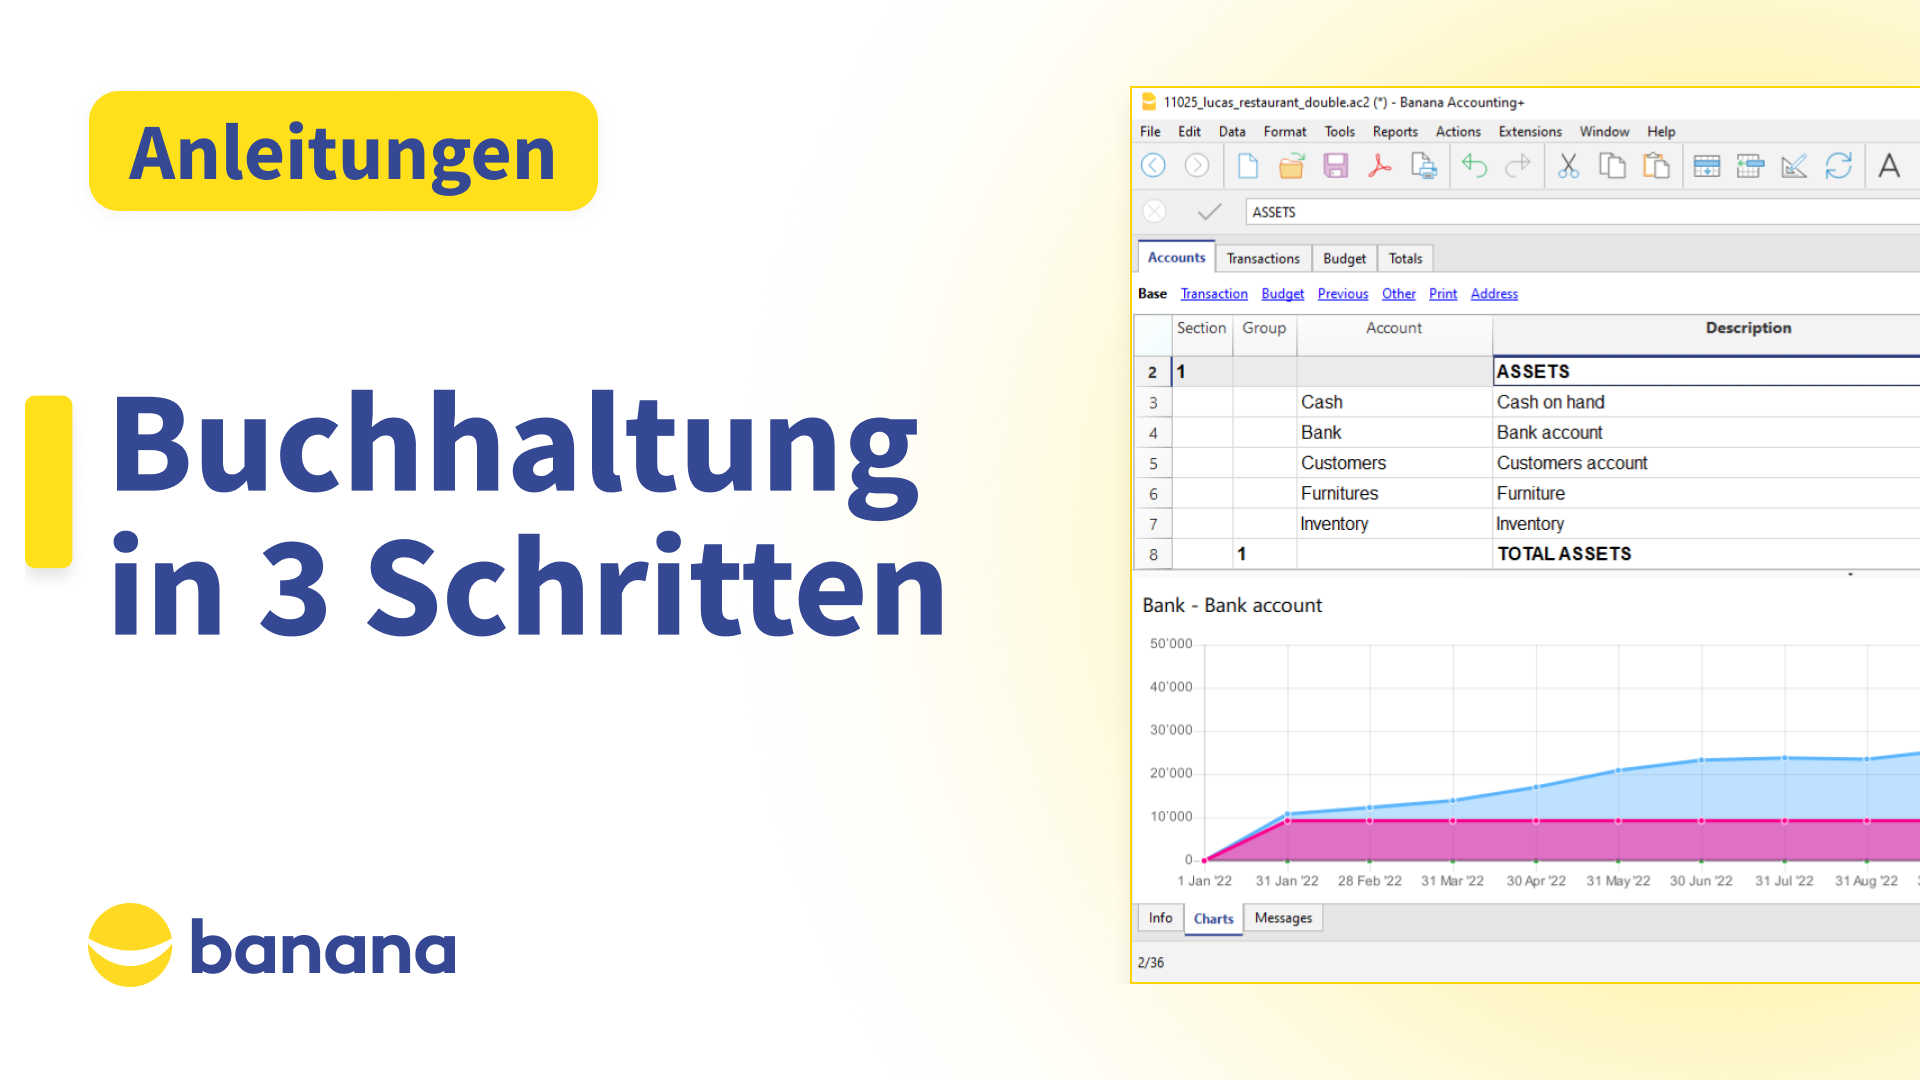 Anleitungen
Buchhaltung
in 3 Schritten
banana
11025_lucas_restaurant_double.ac2 (*) - Banana Accounting+
File Edit Data Format Tools Reports Actions Extensions Window Help
A
ASSETS
Accounts Transactions Budget Totals
Base Transaction Budget Previous Other Print Address
Section Group Account Description
2 1 ASSETS
3 Cash Cash on hand
4 Bank Bank account
5 Customers Customers account
6 Furnitures Furniture
7 Inventory Inventory
8 1 TOTAL ASSETS
Bank - Bank account
50'000
40'000
30'000
20'000
10'000
0
1 Jan '22 31 Jan '22 28 Feb '22 31 Mar '22 30 Apr '22 31 May '22 30 Jun '22 31 Jul '22 31 Aug '22
Info Charts Messages
2/36